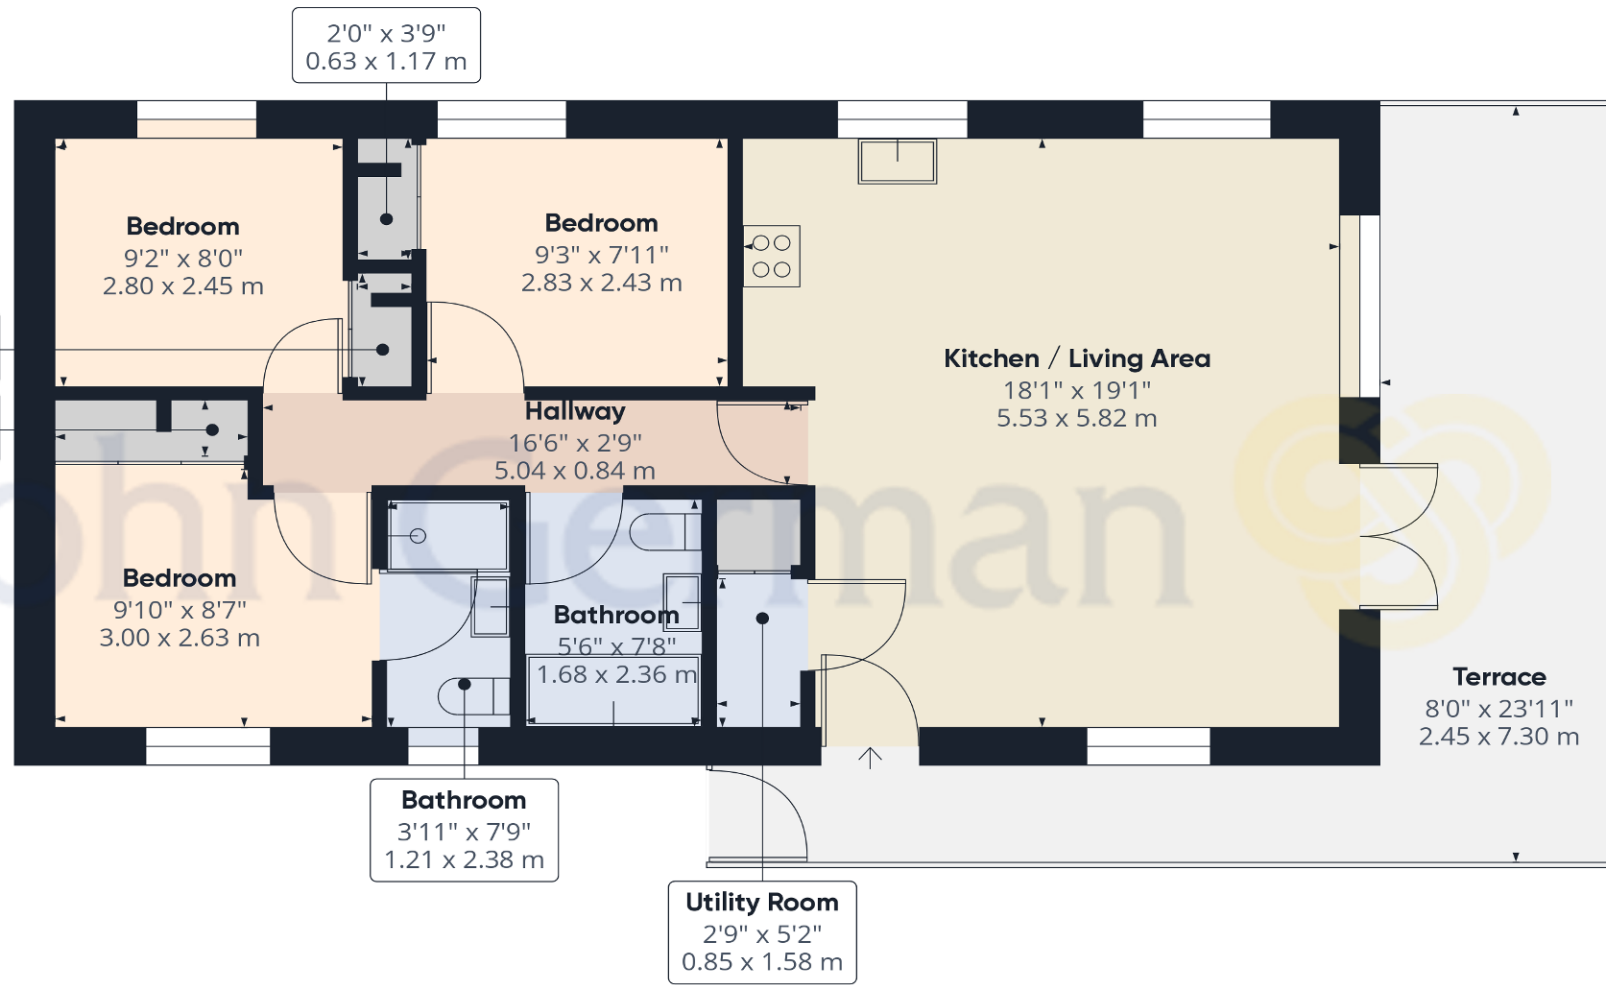 2'0" x 3'9"
0.63 x 1.17 m
Bedroom
9'2" x 8'0"
2.80 x 2.45 m
Bedroom
9'3" x 7'11"
2.83 x 2.43 m
Kitchen / Living Area
18'1" x 19'1"
5.53 x 5.82 m
Hallway
16'6" x 2'9"
5.04 x 0.84 m
ohn German
Bedroom
9'10" x 8'7"
3.00 x 2.63 m
Bathroom
5'6" x 7'8"
1.68 x 2.36 m
Terrace
8'0" x 23'11"
2.45 x 7.30 m
Bathroom
3'11" x 7'9"
1.21 x 2.38 m
Utility Room
2'9" x 5'2"
0.85 x 1.58 m